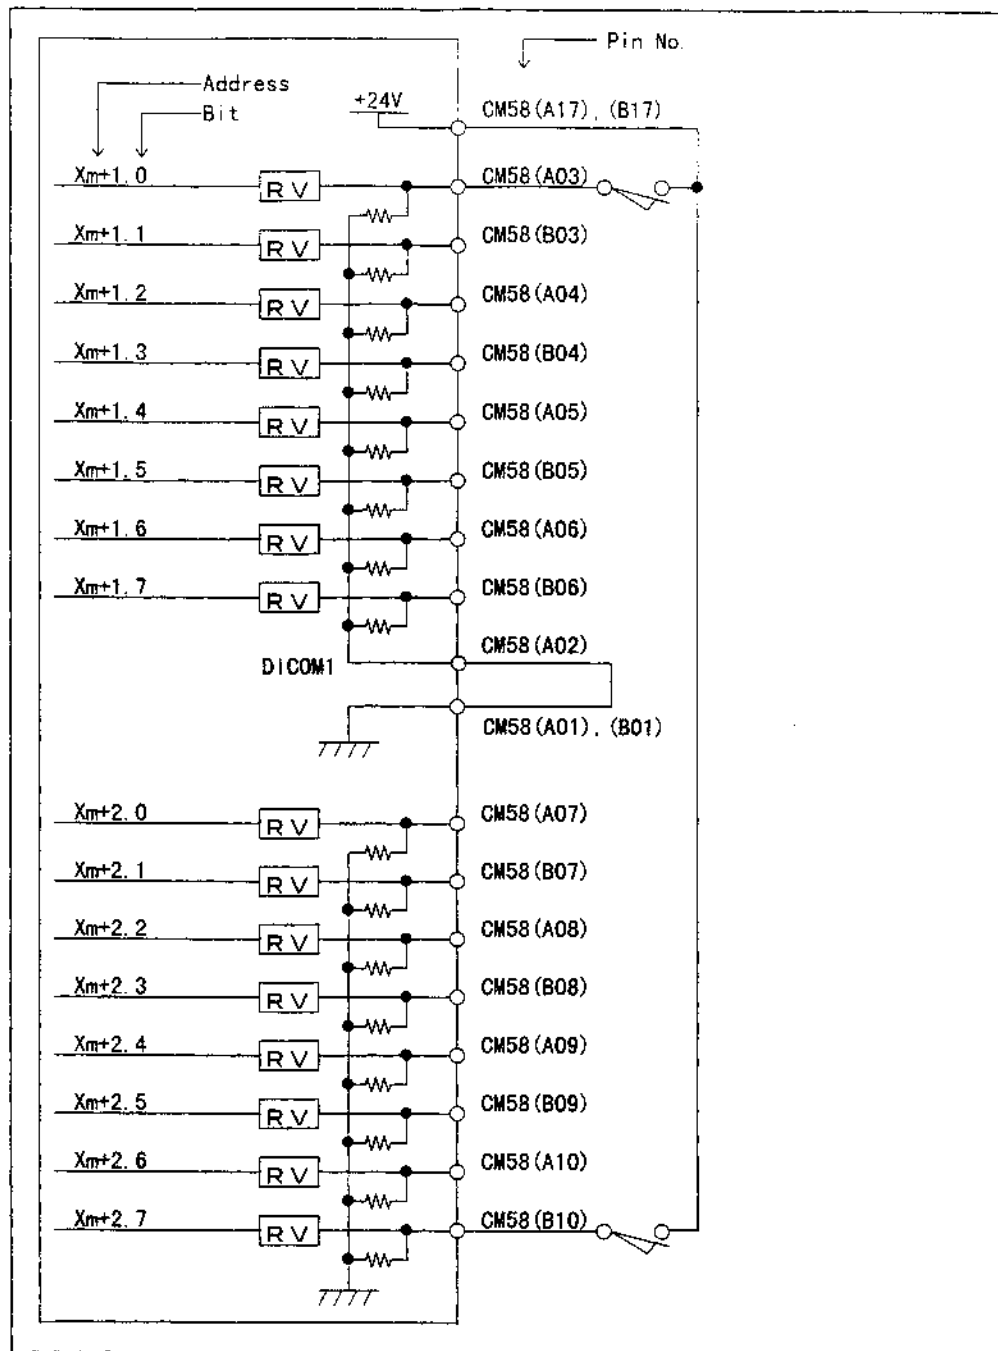 Pin No.
Address
Bit
+24V
CM58(A17), (B17)
Xm+1.0
RV
CM58(A03)
Xm+1.1
RV
CM58(B03)
Xm+1.2
RV
CM58(A04)
Xm+1.3
RV
CM58(B04)
Xm+1.4
RV
CM58(A05)
Xm+1.5
RV
CM58(B05)
Xm+1.6
RV
CM58(A06)
Xm+1.7
RV
CM58(B06)
CM58(A02)
DICOM1
CM58(A01), (B01)
Xm+2.0
RV
CM58(A07)
Xm+2.1
RV
CM58(B07)
Xm+2.2
RV
CM58(A08)
Xm+2.3
RV
CM58(B08)
Xm+2.4
RV
CM58(A09)
Xm+2.5
RV
CM58(B09)
Xm+2.6
RV
CM58(A10)
Xm+2.7
RV
CM58(B10)